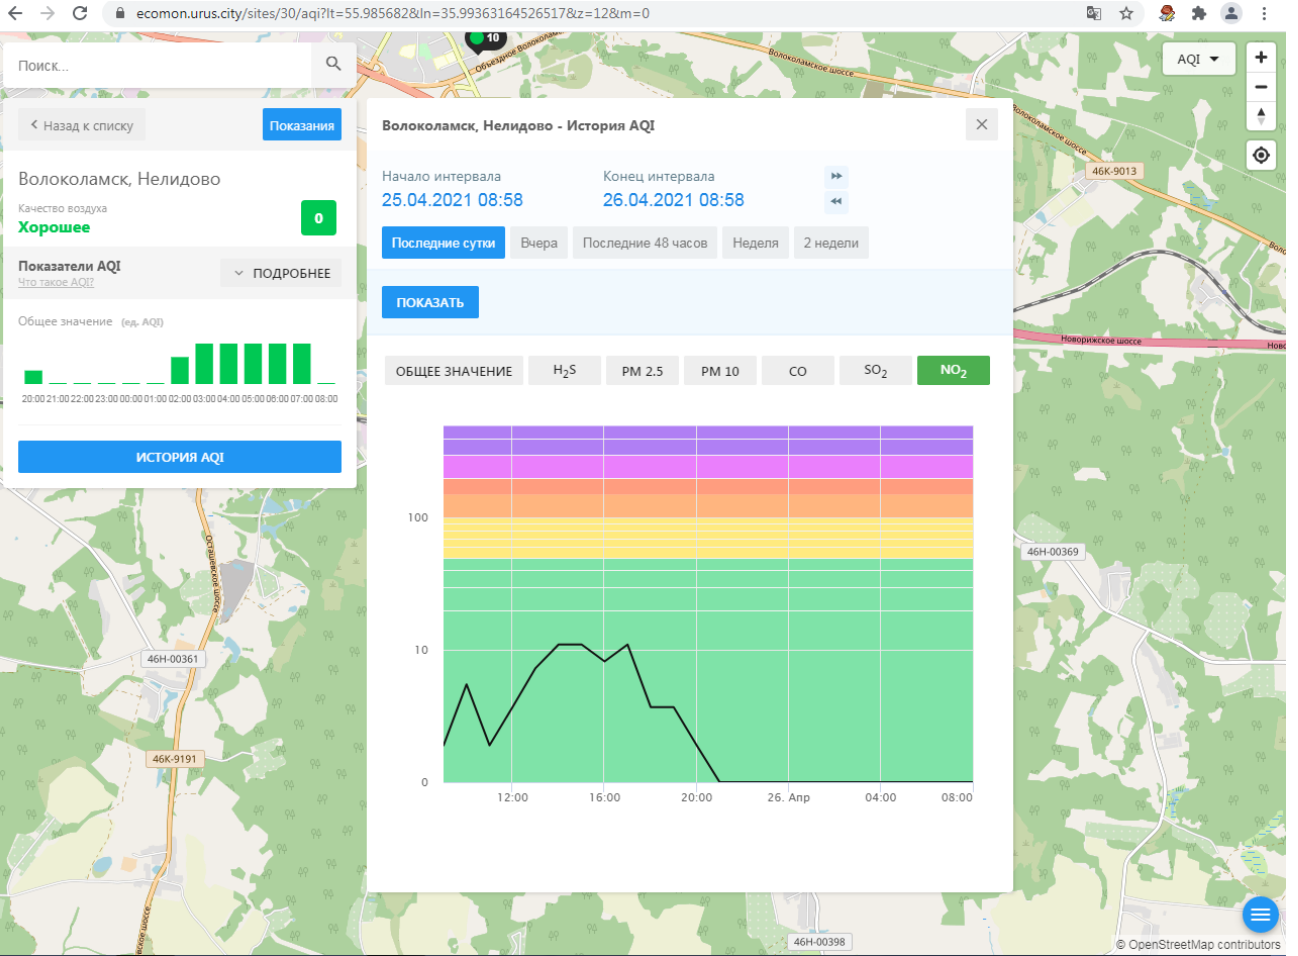 ecomon.urus.city/sites/30/aqi?lt=55.985682&ln=35.99363164526517&z=12&m=0
10
Объездное Волоколамс
Волоколамское шоссе
Поиск...
AQI
Назад к списку
Показания
Волоколамск, Нелидово - История AQI
46К-9013
Волоколамск, Нелидово
Начало интервала
Конец интервала
25.04.2021 08:58
26.04.2021 08:58
Качество воздуха
Хорошее
0
Последние сутки
Вчера
Последние 48 часов
Неделя
2 недели
Показатели AQI
Что такое AQI?
ПОДРОБНЕЕ
ПОКАЗАТЬ
Общее значение (ед. AQI)
Новорижское шоссе
Ново
ОБЩЕЕ ЗНАЧЕНИЕ
H2S
PM 2.5
PM 10
CO
SO2
NO2
20:00 21:00 22:00 23:00 00:00 01:00 02:00 03:00 04:00 05:00 06:00 07:00 08:00
ИСТОРИЯ AQI
100
Осташёвское шоссе
46Н-00369
10
46Н-00361
46К-9191
0
12:00
16:00
20:00
26. Апр
04:00
08:00
46Н-00398
© OpenStreetMap contributors